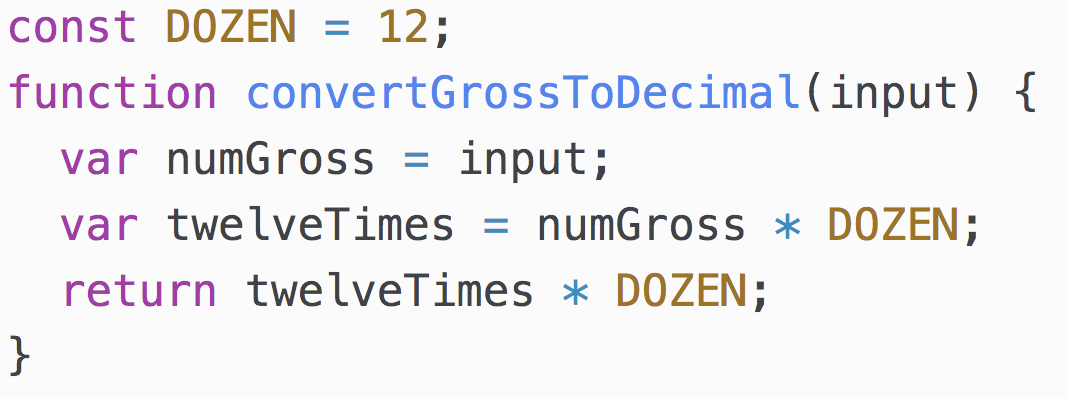 const DOZEN = 12;
function convertGrossToDecimal(input) {
  var numGross = input;
  var twelveTimes = numGross * DOZEN;
  return twelveTimes * DOZEN;
}